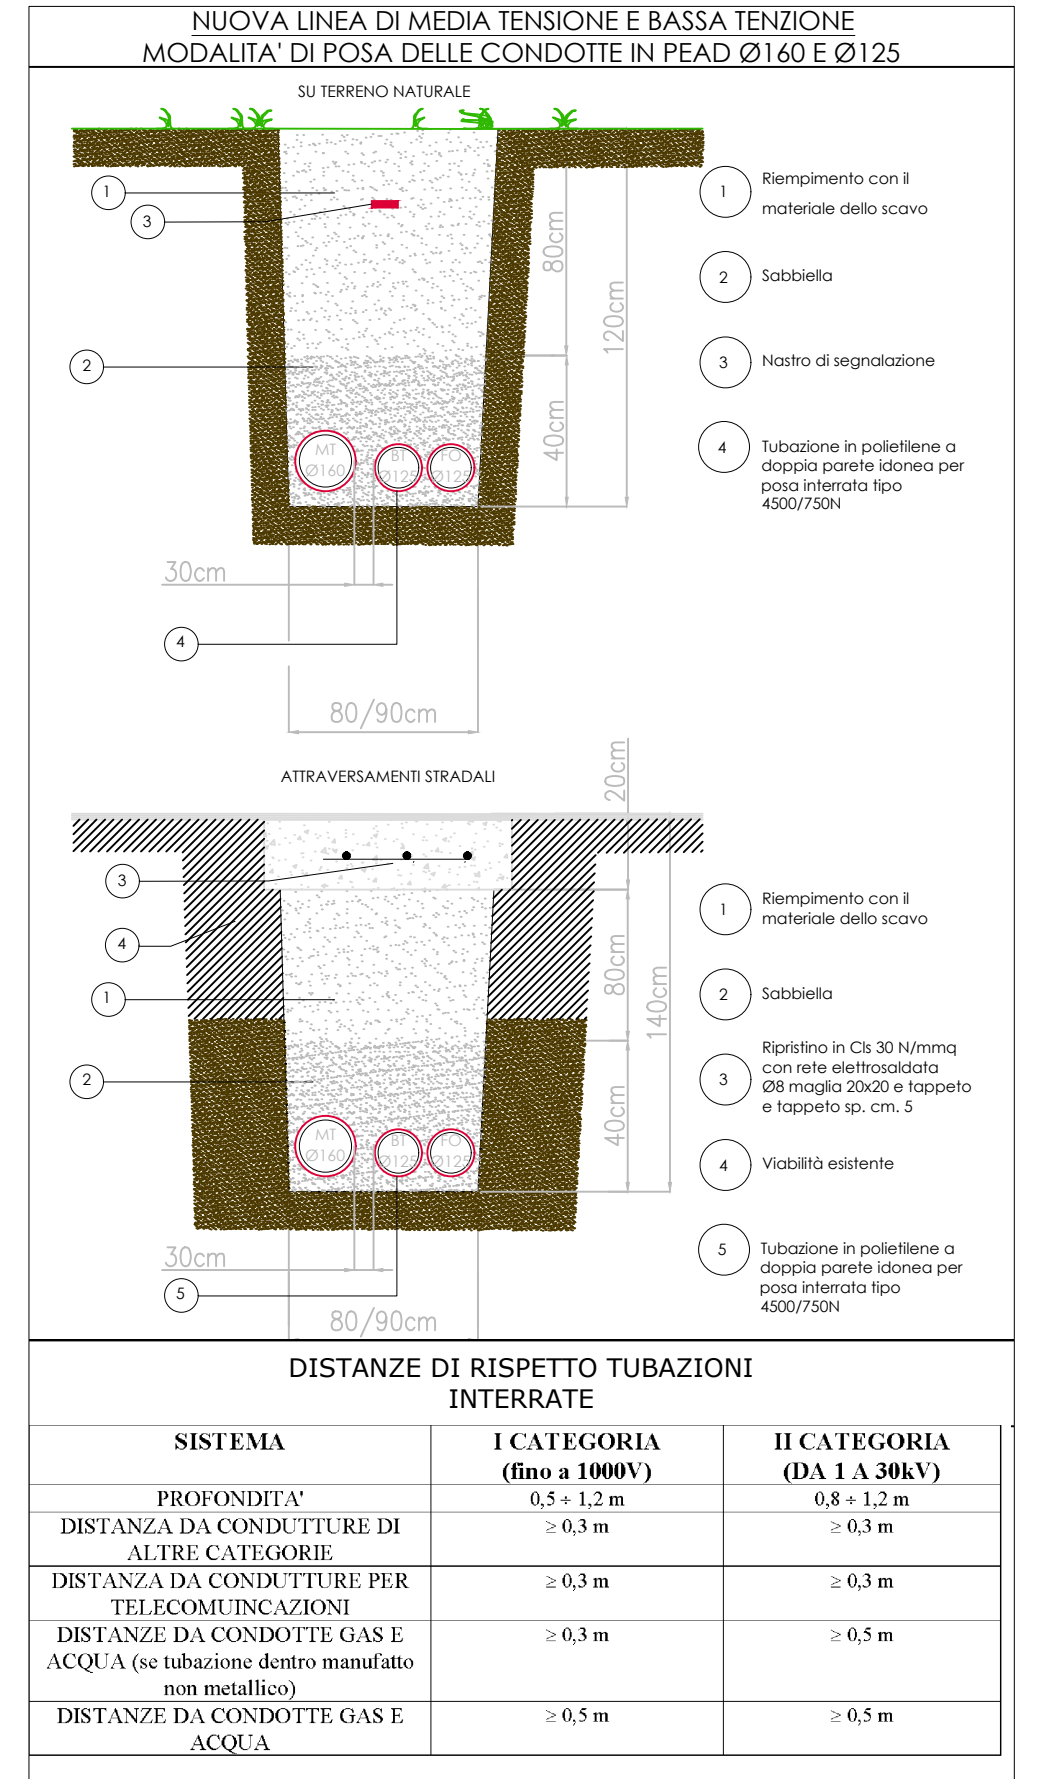 NUOVA LINEA DI MEDIA TENSIONE E BASSA TENZIONE
MODALITA' DI POSA DELLE CONDOTTE IN PEAD Ø160 E Ø125
SU TERRENO NATURALE
1
3
2
MT
Ø160
BT
Ø125
FO
Ø125
80cm
120cm
40cm
30cm
4
80/90cm
1
Riempimento con il
materiale dello scavo
2
Sabbiella
3
Nastro di segnalazione
4
Tubazione in polietilene a
doppia parete idonea per
posa interrata tipo
4500/750N
ATTRAVERSAMENTI STRADALI
20cm
3
4
1
2
80cm
140cm
40cm
MT
Ø160
BT
Ø125
FO
Ø125
30cm
5
80/90cm
1
Riempimento con il
materiale dello scavo
2
Sabbiella
3
Ripristino in Cls 30 N/mmq
con rete elettrosaldata
Ø8 maglia 20x20 e tappeto
e tappeto sp. cm. 5
4
Viabilità esistente
5
Tubazione in polietilene a
doppia parete idonea per
posa interrata tipo
4500/750N
DISTANZE DI RISPETTO TUBAZIONI
INTERRATE
SISTEMA
I CATEGORIA
(fino a 1000V)
II CATEGORIA
(DA 1 A 30kV)
PROFONDITA'
0,5 ÷ 1,2 m
0,8 ÷ 1,2 m
DISTANZA DA CONDUTTURE DI
ALTRE CATEGORIE
≥ 0,3 m
≥ 0,3 m
DISTANZA DA CONDUTTURE PER
TELECOMUINCAZIONI
≥ 0,3 m
≥ 0,3 m
DISTANZE DA CONDOTTE GAS E
ACQUA (se tubazione dentro manufatto
non metallico)
≥ 0,3 m
≥ 0,5 m
DISTANZE DA CONDOTTE GAS E
ACQUA
≥ 0,5 m
≥ 0,5 m